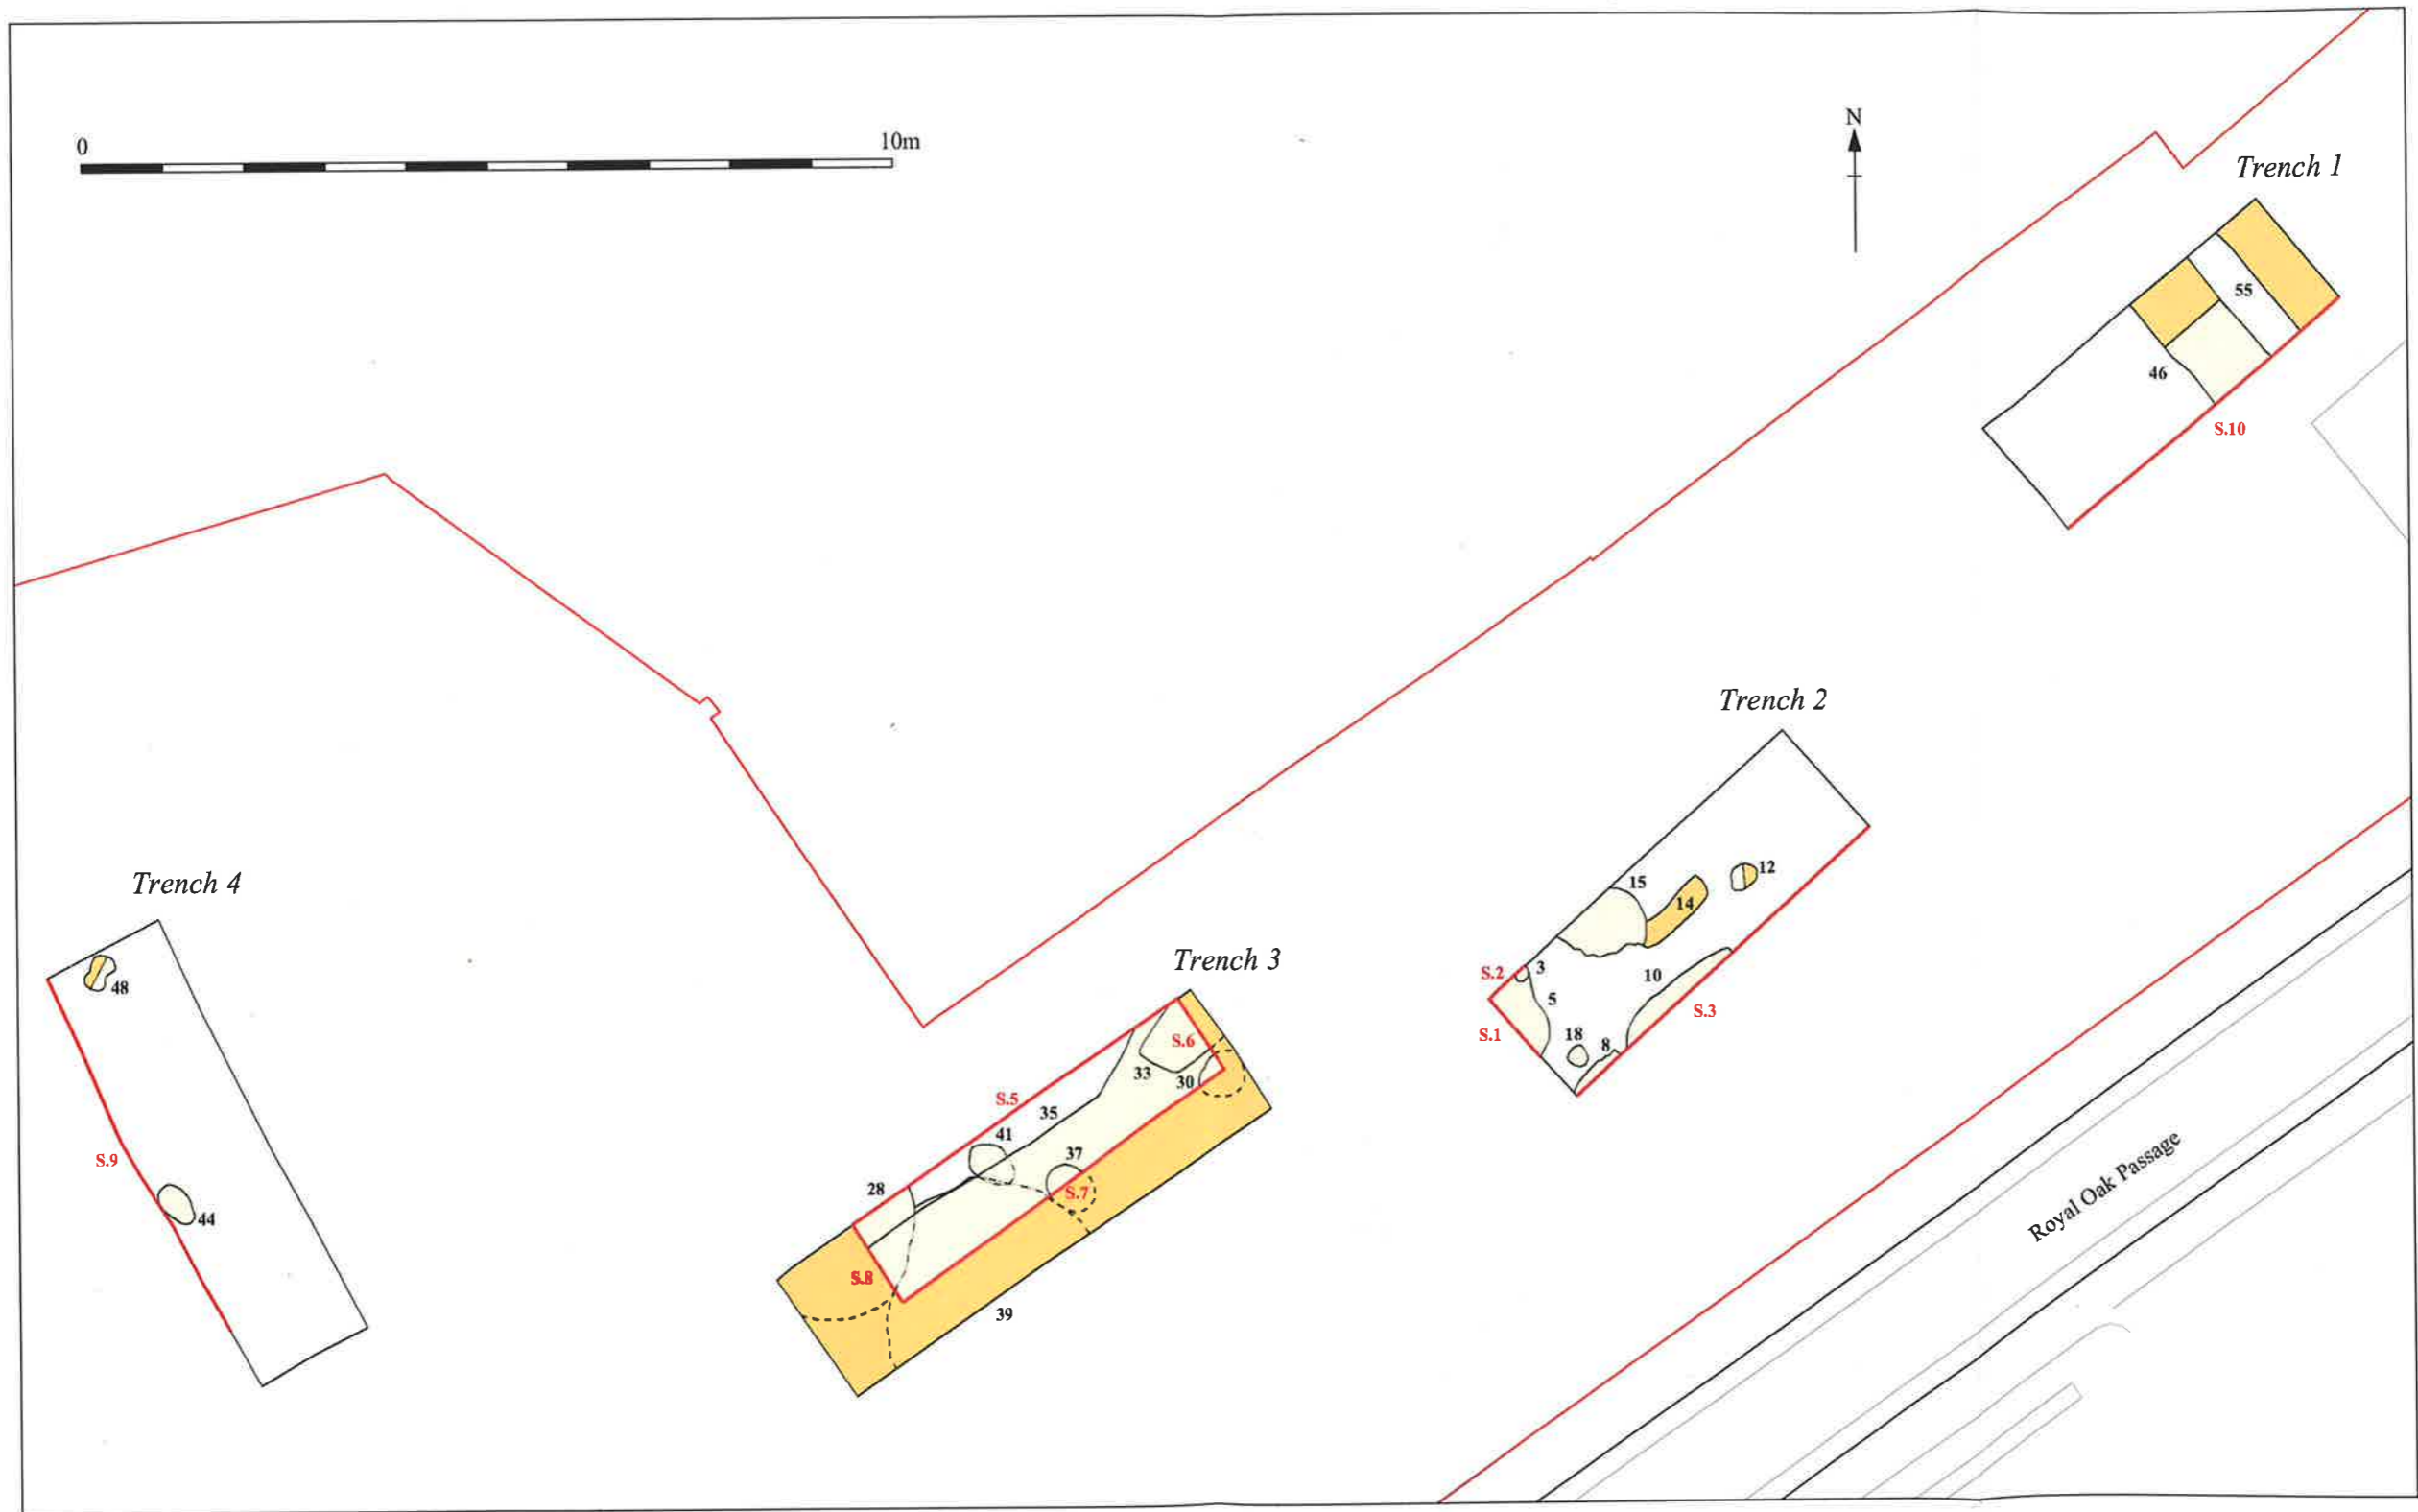 0 10m
N
Trench 1
55
46
S.10
Trench 2
15
12
14
S.2
3
10
5
S.3
S.1
18
8
Trench 4
48
S.9
44
Trench 3
S.6
33
30
S.5
35
41
37
28
S.7
S.8
39
Royal Oak Passage